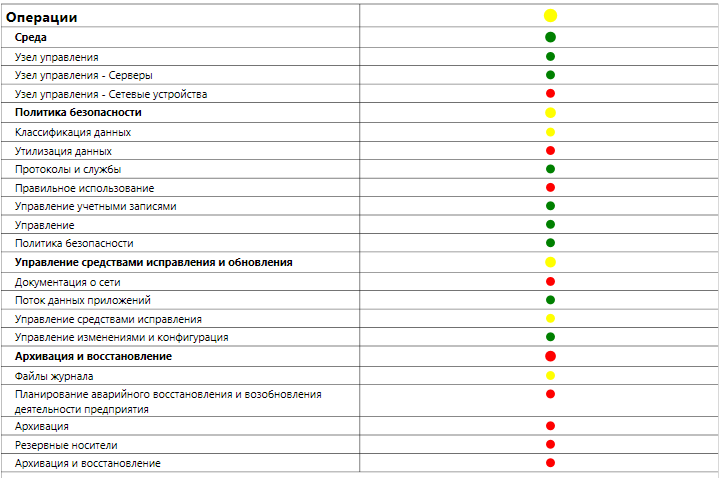 Операции
Среда
Узел управления
Узел управления - Серверы
Узел управления - Сетевые устройства
Политика безопасности
Классификация данных
Утилизация данных
Протоколы и службы
Правильное использование
Управление учетными записями
Управление
Политика безопасности
Управление средствами исправления и обновления
Документация о сети
Поток данных приложений
Управление средствами исправления
Управление изменениями и конфигурация
Архивация и восстановление
Файлы журнала
Планирование аварийного восстановления и возобновления
деятельности предприятия
Архивация
Резервные носители
Архивация и восстановление